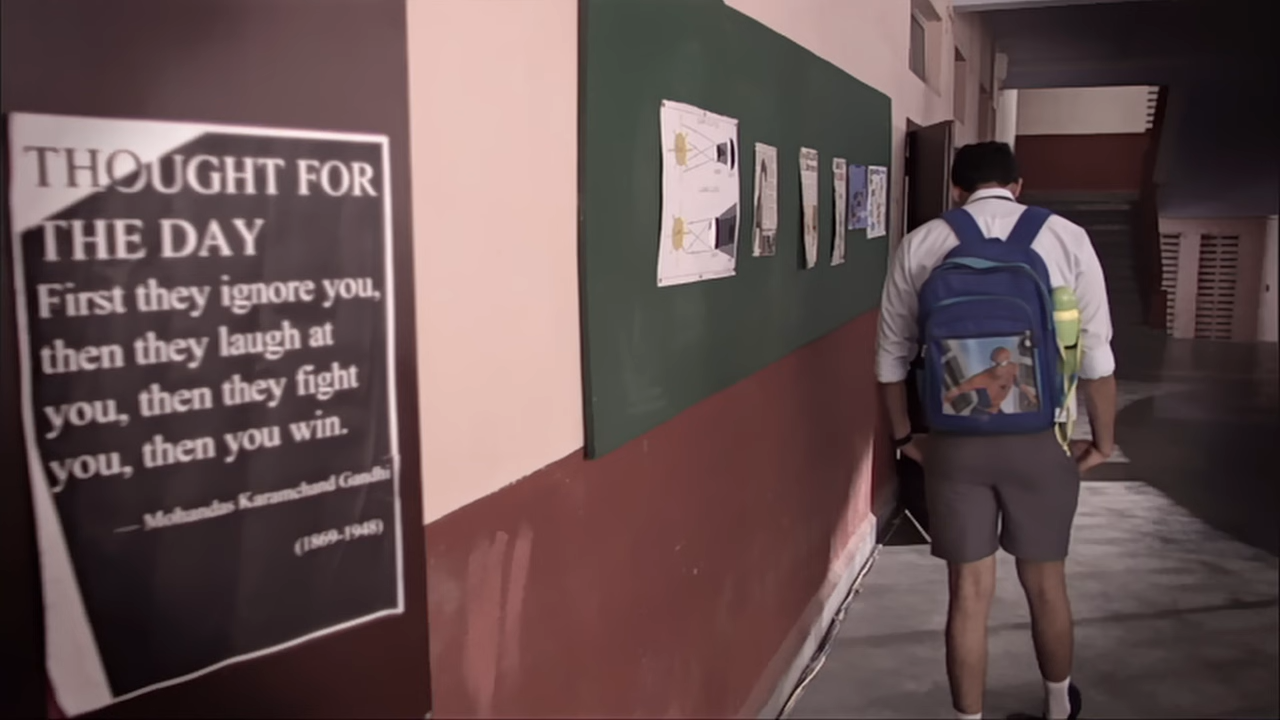 THOUGHT FOR
THE DAY
First they ignore you,
then they laugh at
you, then they fight
you, then you win.
— Mohandas Karamchand Gandhi
(1869-1948)